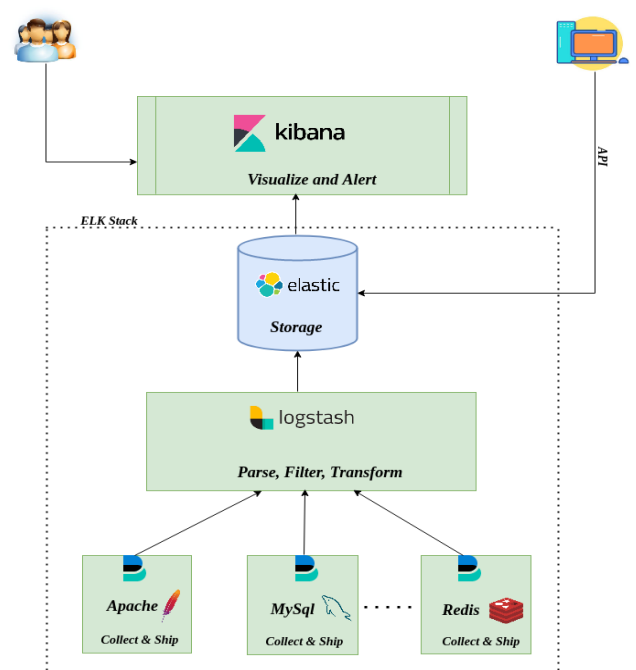 kibana
Visualize and Alert
API
ELK Stack
elastic
Storage
logstash
Parse, Filter, Transform
Apache
Collect & Ship
MySql
Collect & Ship
Redis
Collect & Ship